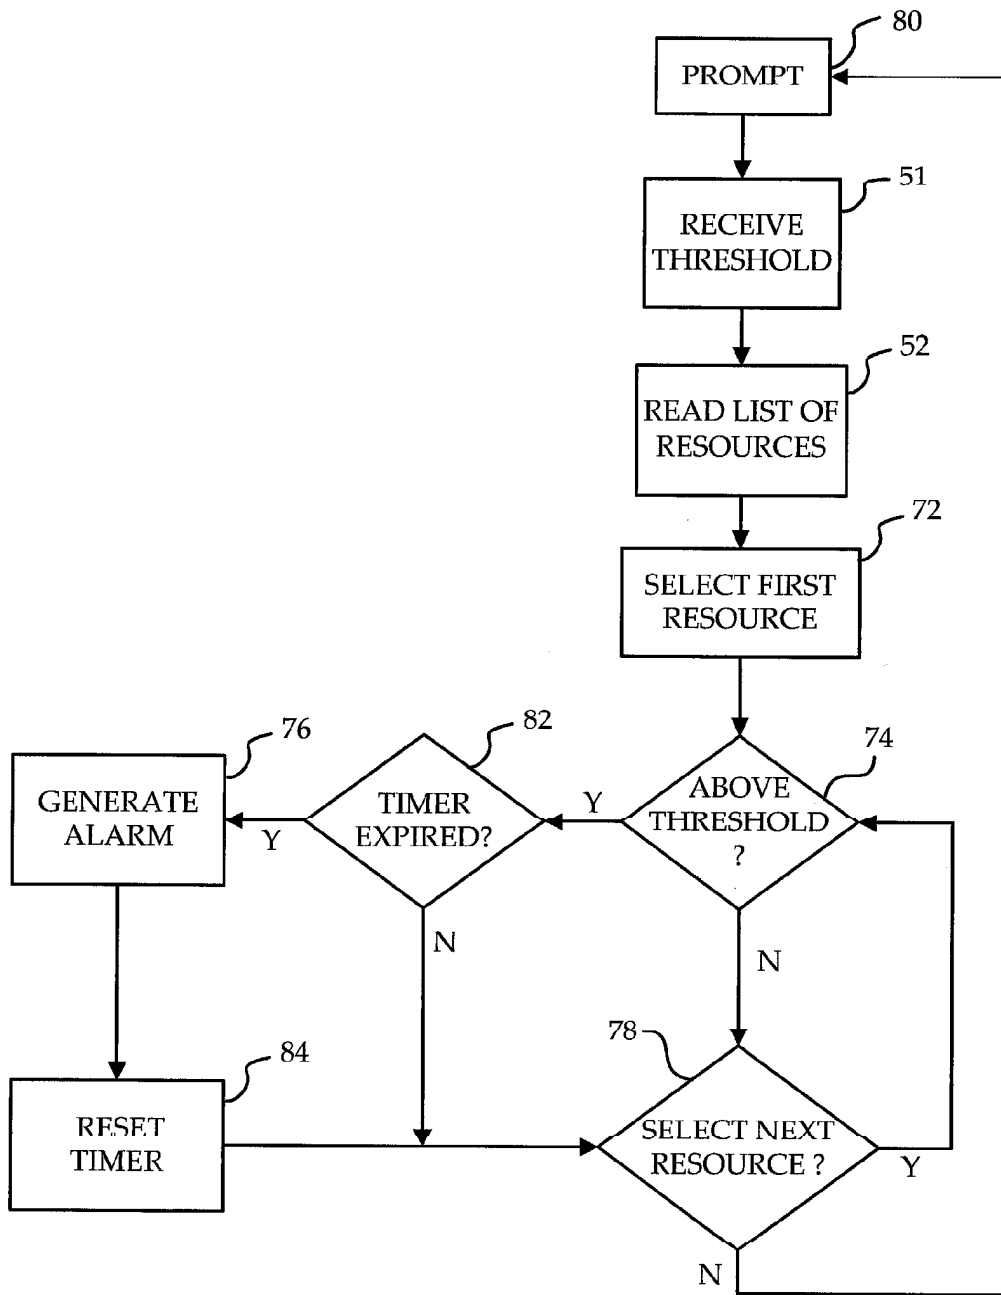 80
PROMPT
51
RECEIVE
THRESHOLD
52
READ LIST OF
RESOURCES
72
SELECT FIRST
RESOURCE
76
82
74
GENERATE
ALARM
Y
TIMER
EXPIRED?
Y
ABOVE
THRESHOLD
?
N
N
78
84
RESET
TIMER
SELECT NEXT
RESOURCE ?
Y
N